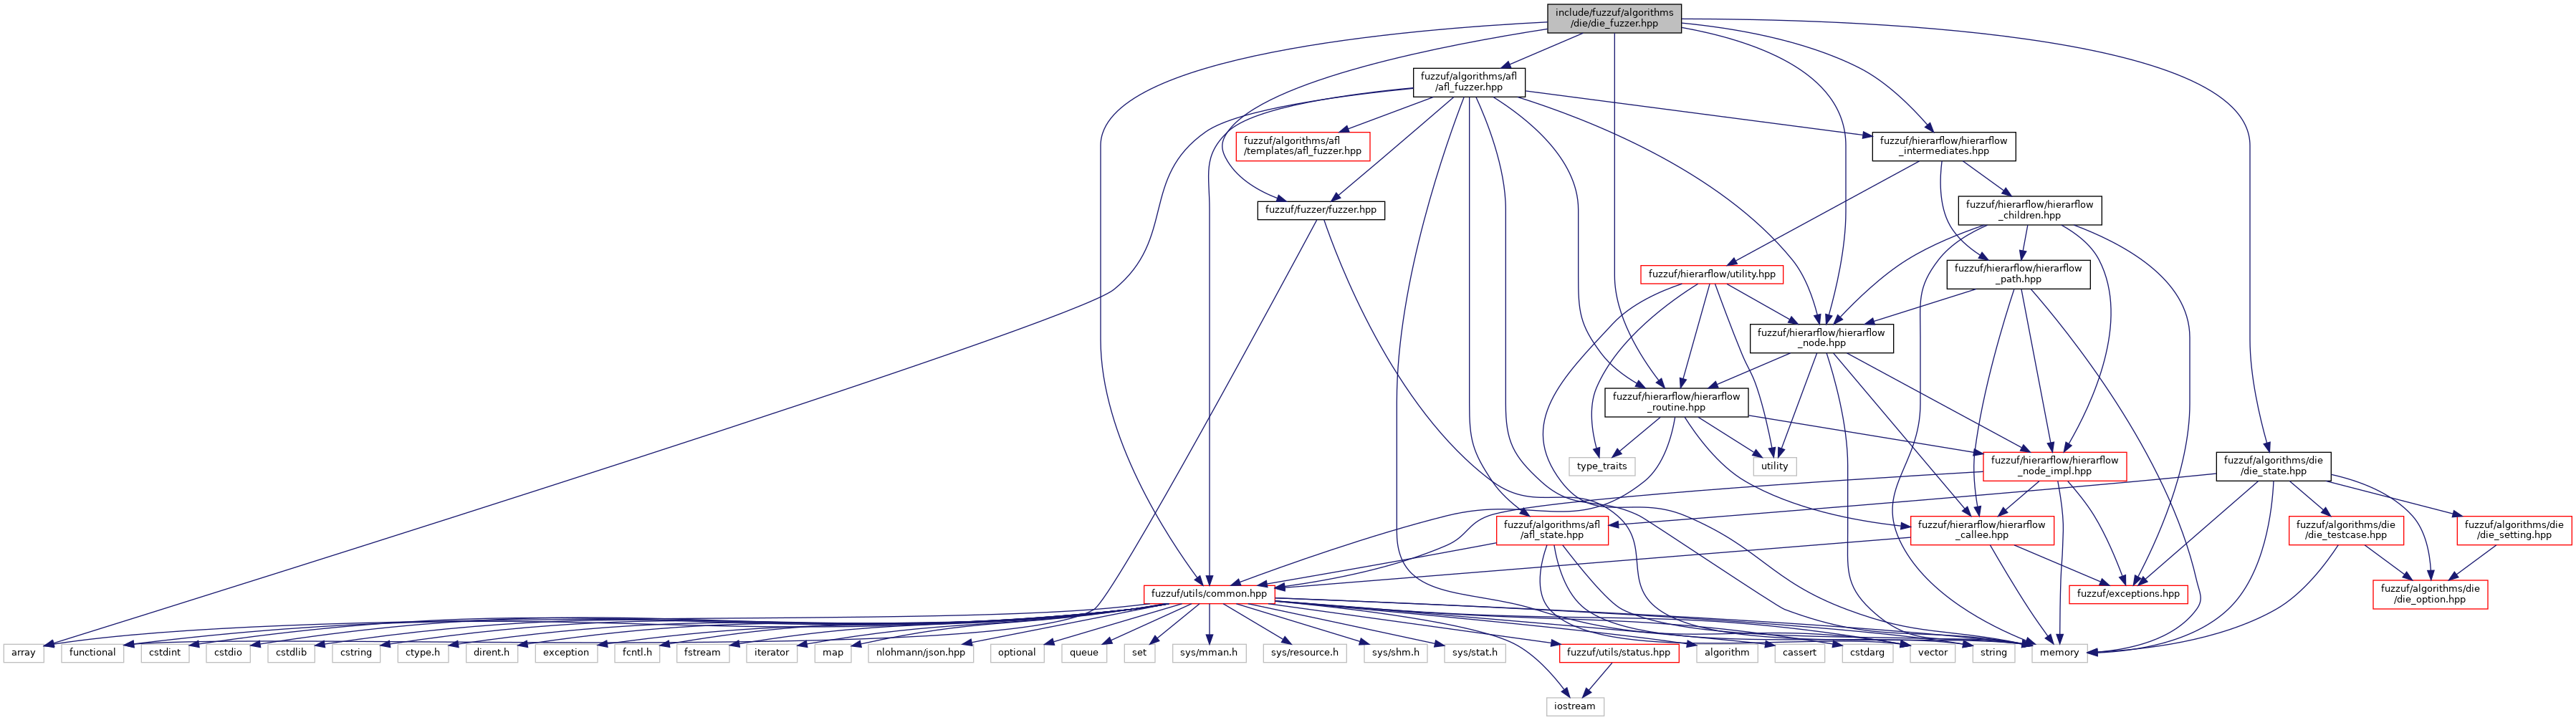 include/fuzzuf/algorithms
/die/die_fuzzer.hpp
fuzzuf/algorithms/afl
/afl_fuzzer.hpp
fuzzuf/algorithms/afl
/templates/afl_fuzzer.hpp
fuzzuf/hierarflow/hierarflow
_intermediates.hpp
fuzzuf/fuzzer/fuzzer.hpp
fuzzuf/hierarflow/hierarflow
_children.hpp
fuzzuf/hierarflow/utility.hpp
fuzzuf/hierarflow/hierarflow
_path.hpp
fuzzuf/hierarflow/hierarflow
_node.hpp
fuzzuf/hierarflow/hierarflow
_routine.hpp
type_traits
utility
fuzzuf/hierarflow/hierarflow
_node_impl.hpp
fuzzuf/algorithms/die
/die_state.hpp
fuzzuf/algorithms/afl
/afl_state.hpp
fuzzuf/hierarflow/hierarflow
_callee.hpp
fuzzuf/algorithms/die
/die_testcase.hpp
fuzzuf/algorithms/die
/die_setting.hpp
fuzzuf/utils/common.hpp
fuzzuf/exceptions.hpp
fuzzuf/algorithms/die
/die_option.hpp
array
functional
cstdint
cstdio
cstdlib
cstring
ctype.h
dirent.h
exception
fcntl.h
fstream
iterator
map
nlohmann/json.hpp
optional
queue
set
sys/mman.h
sys/resource.h
sys/shm.h
sys/stat.h
fuzzuf/utils/status.hpp
algorithm
cassert
cstdarg
vector
string
memory
iostream